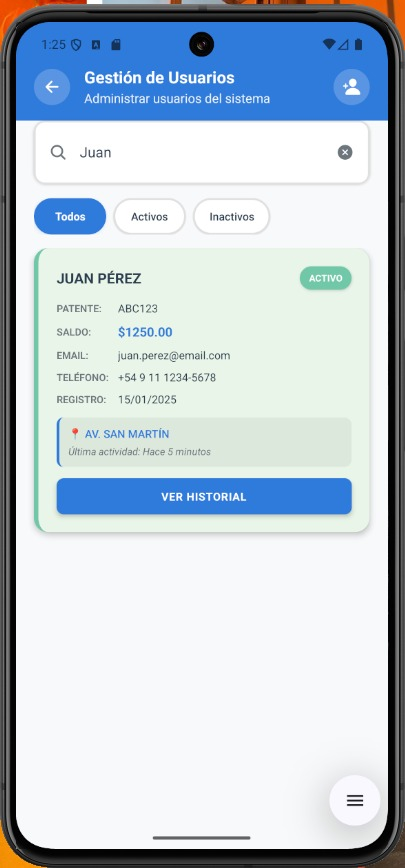 1:25
Gestión de Usuarios
Administrar usuarios del sistema
Juan
Todos Activos Inactivos
JUAN PÉREZ ACTIVO
PATENTE: ABC123
SALDO: $1250.00
EMAIL: juan.perez@email.com
TELÉFONO: +54 9 11 1234-5678
REGISTRO: 15/01/2025
📍 AV. SAN MARTÍN
Última actividad: Hace 5 minutos
VER HISTORIAL